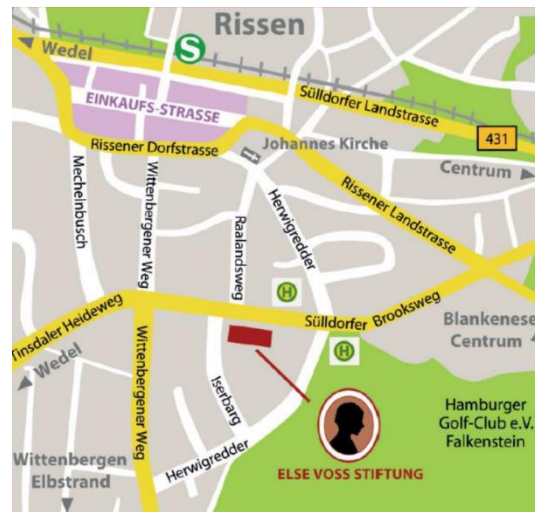 Rissen
Wedel
S
EINKAUFS-STRASSE
Sülldorfer Landstrasse
431
Rissener Dorfstrasse
Johannes Kirche
Centrum
Mechelnbusch
Wittenbergener Weg
Raalandsweg
Herwigredder
Rissener Landstrasse
H
Tinsdaler Heideweg
Sülldorfer Brooksweg
Blankenese
Centrum
H
Wedel
Wittenbergener Weg
Iserbarg
Hamburger
Golf-Club e.V.
Falkenstein
Wittenbergen
Elbstrand
Herwigredder
ELSE VOSS STIFTUNG